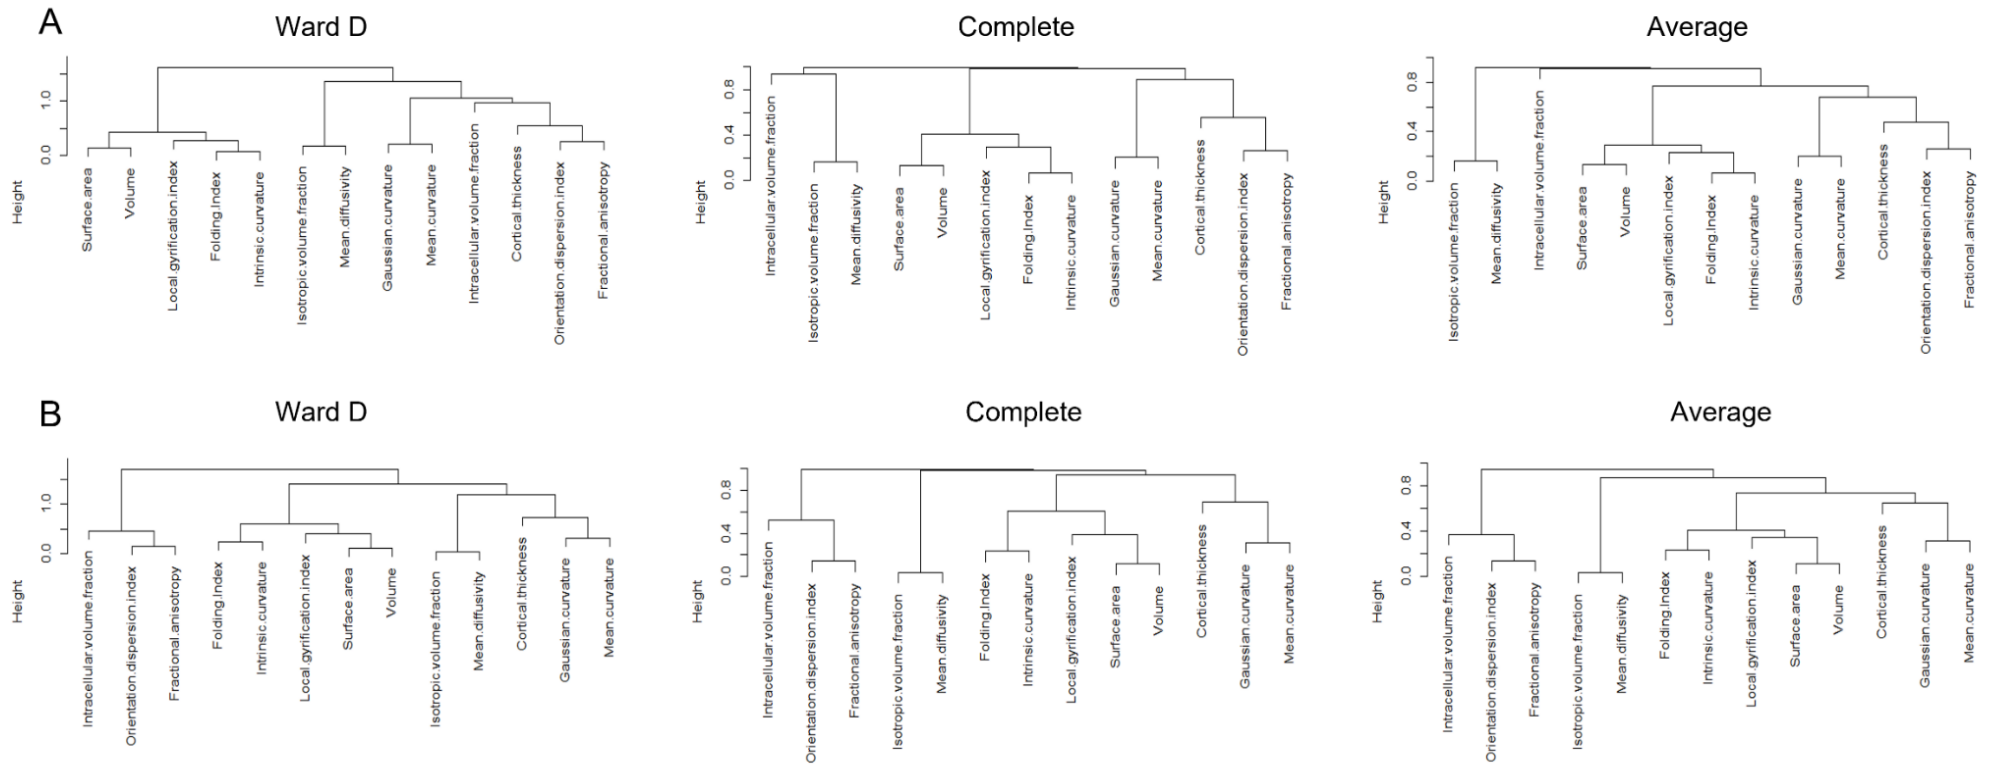 A
Ward D
Complete
Average
Height
0.0
1.0
Surface.area
Volume
Local.gyrification.index
Folding.Index
Intrinsic.curvature
Isotropic.volume.fraction
Mean.diffusivity
Gaussian.curvature
Mean.curvature
Intracellular.volume.fraction
Cortical.thickness
Orientation.dispersion.index
Fractional.anisotropy
Height
0.0
0.4
0.8
Intracellular.volume.fraction
Isotropic.volume.fraction
Mean.diffusivity
Surface.area
Volume
Local.gyrification.index
Folding.Index
Intrinsic.curvature
Gaussian.curvature
Mean.curvature
Cortical.thickness
Orientation.dispersion.index
Fractional.anisotropy
Height
0.0
0.4
0.8
Isotropic.volume.fraction
Mean.diffusivity
Intracellular.volume.fraction
Surface.area
Volume
Local.gyrification.index
Folding.Index
Intrinsic.curvature
Gaussian.curvature
Mean.curvature
Cortical.thickness
Orientation.dispersion.index
Fractional.anisotropy
B
Ward D
Complete
Average
Height
0.0
1.0
Intracellular.volume.fraction
Orientation.dispersion.index
Fractional.anisotropy
Folding.Index
Intrinsic.curvature
Local.gyrification.index
Surface.area
Volume
Isotropic.volume.fraction
Mean.diffusivity
Cortical.thickness
Gaussian.curvature
Mean.curvature
Height
0.0
0.4
0.8
Intracellular.volume.fraction
Orientation.dispersion.index
Fractional.anisotropy
Isotropic.volume.fraction
Mean.diffusivity
Folding.Index
Intrinsic.curvature
Local.gyrification.index
Surface.area
Volume
Cortical.thickness
Gaussian.curvature
Mean.curvature
Height
0.0
0.4
0.8
Intracellular.volume.fraction
Orientation.dispersion.index
Fractional.anisotropy
Isotropic.volume.fraction
Mean.diffusivity
Folding.Index
Intrinsic.curvature
Local.gyrification.index
Surface.area
Volume
Cortical.thickness
Gaussian.curvature
Mean.curvature